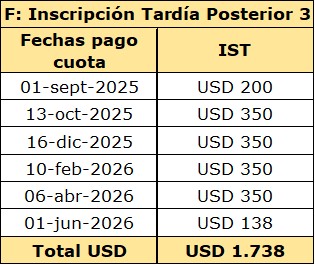 F: Inscripción Tardía Posterior 3
Fechas pago cuota IST
01-sept-2025 USD 200
13-oct-2025 USD 350
16-dic-2025 USD 350
10-feb-2026 USD 350
06-abr-2026 USD 350
01-jun-2026 USD 138
Total USD USD 1.738